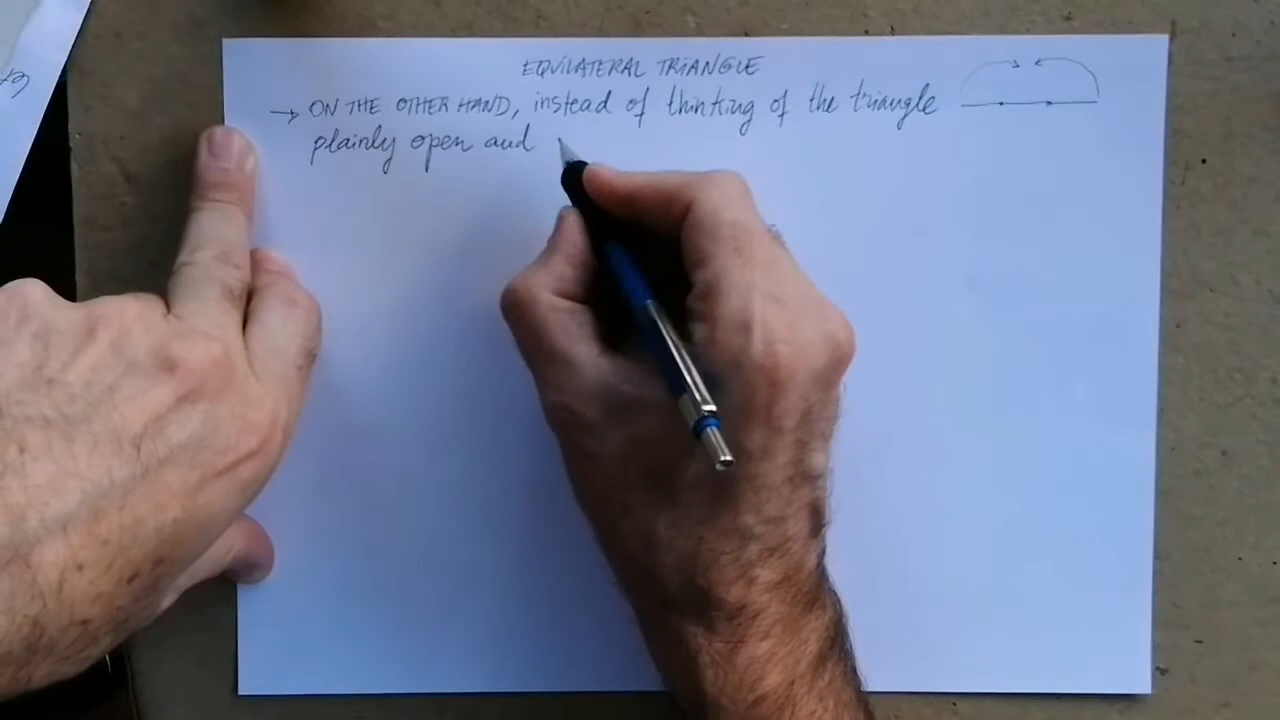 EQUILATERAL TRIANGLE
→ ON THE OTHER HAND, instead of thinking of the triangle
plainly open and